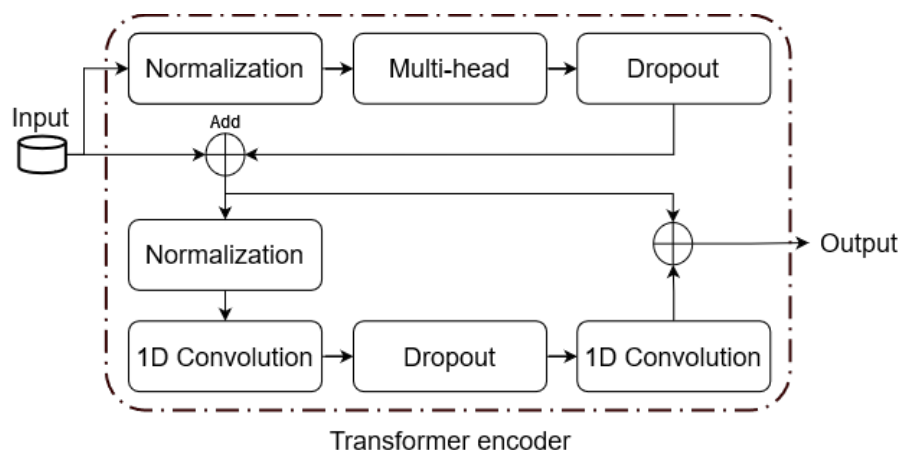 Normalization
Multi-head
Dropout
Input
Add
Normalization
Output
1D Convolution
Dropout
1D Convolution
Transformer encoder